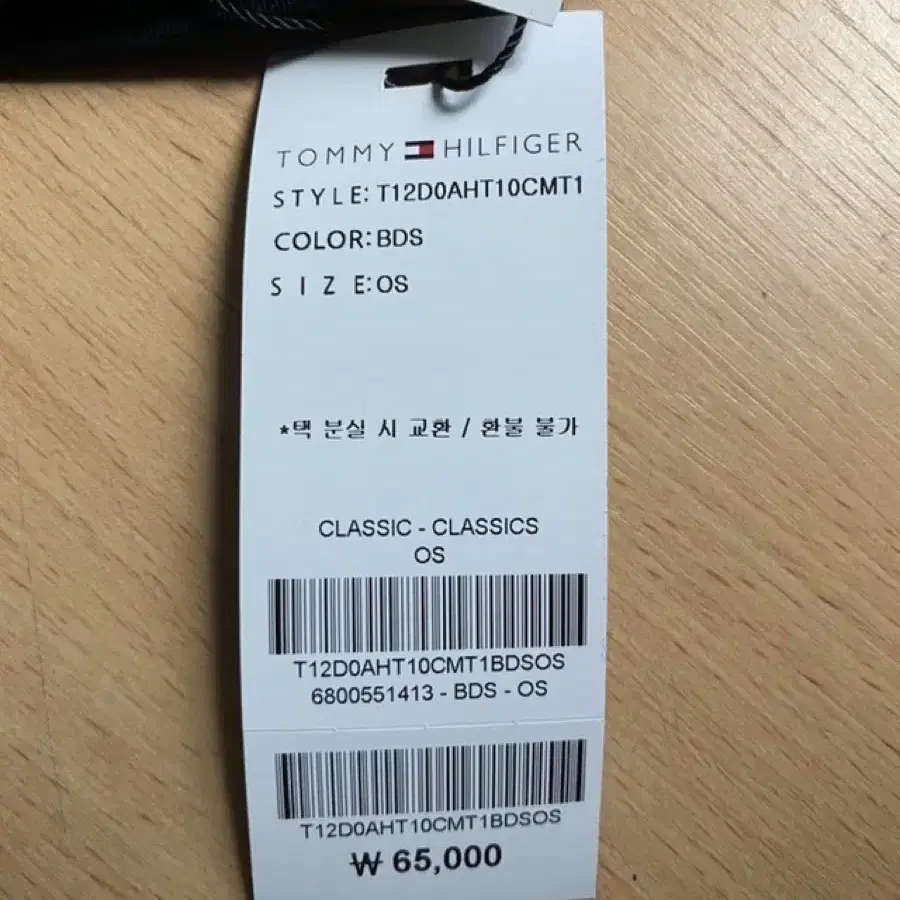 TOMMY HILFIGER
STYLE: T12D0AHT10CMT1
COLOR: BDS
SIZE: OS
*택 분실 시 교환 / 환불 불가
CLASSIC - CLASSICS
OS
T12D0AHT10CMT1BDSOS
6800551413 - BDS - OS
T12D0AHT10CMT1BDSOS
₩ 65,000